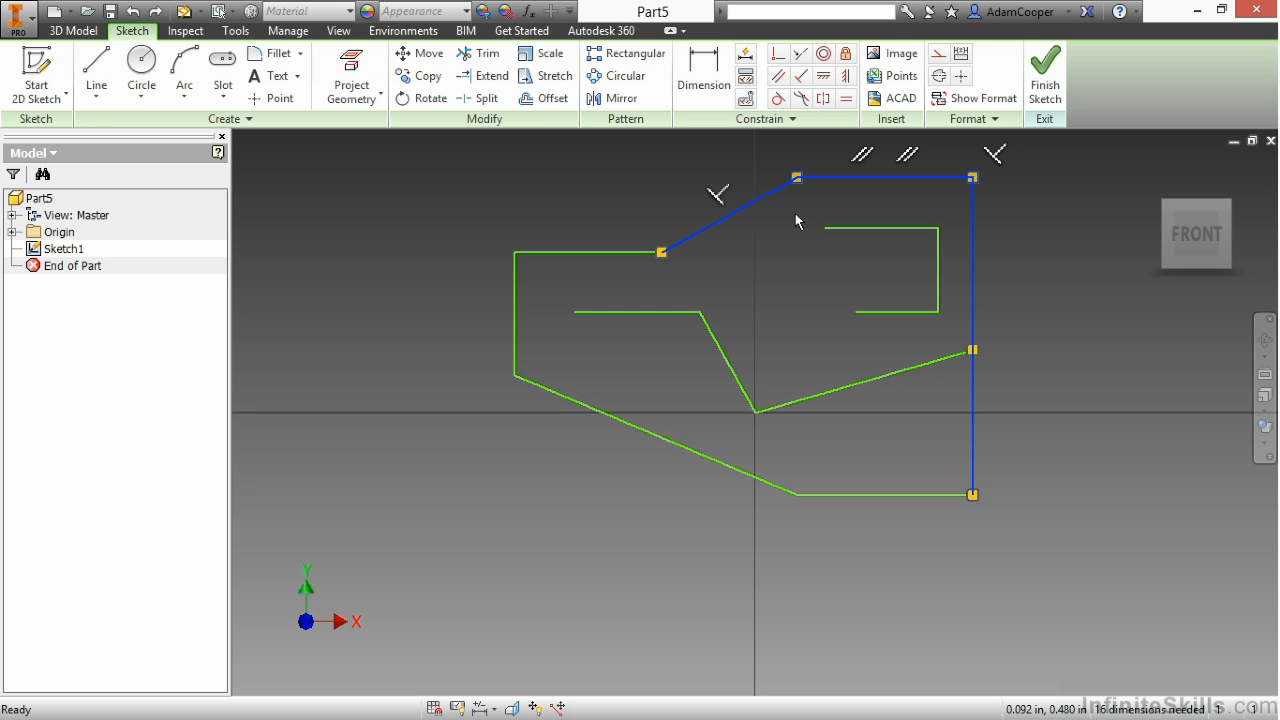 Material
Appearance
fx
Part5
AdamCooper
PRO
3D Model Sketch Inspect Tools Manage View Environments BIM Get Started Autodesk 360
Start
2D Sketch
Line
Circle
Arc
Slot
Fillet
Text
Point
Project
Geometry
Move
Copy
Rotate
Trim
Extend
Split
Scale
Stretch
Offset
Rectangular
Circular
Mirror
Dimension
Image
Points
ACAD
Show Format
Finish
Sketch
Sketch Create Modify Pattern Constrain Insert Format Exit
Model
Part5
View: Master
Origin
Sketch1
End of Part
FRONT
Y
X
Ready
0.092 in, 0.480 in 16 dimensions needed 1 1
InfiniteSkills.com